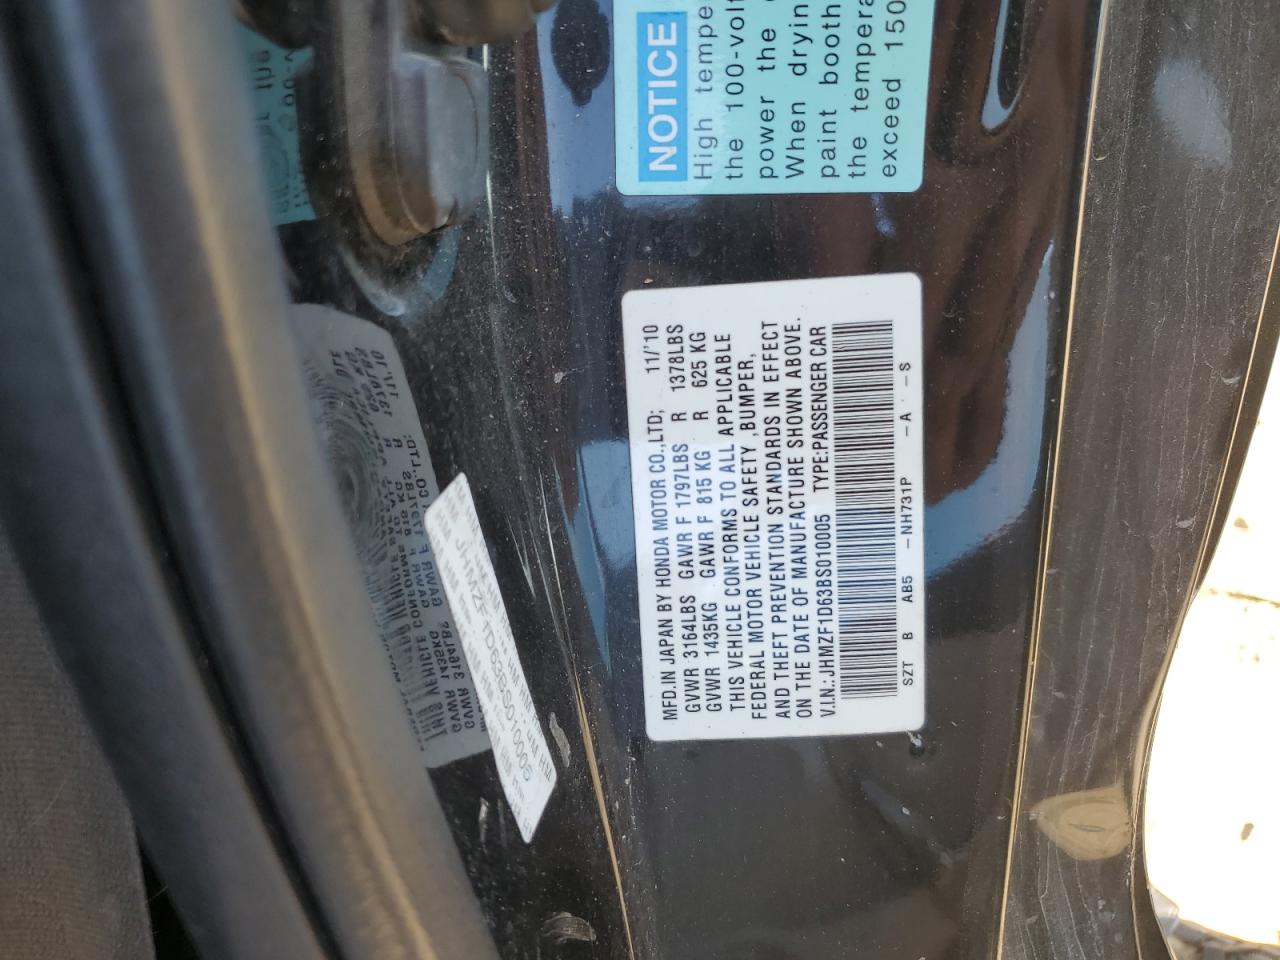 NOTICE
High tempe
the 100-volt
power the
When dryin
paint booth
the tempera
exceed 150
MFD.IN JAPAN BY HONDA MOTOR CO.,LTD; 11/'10
GVWR 3164LBS GAWR F 1797LBS R 1378LBS
GVWR 1435KG GAWR F 815 KG R 625 KG
THIS VEHICLE CONFORMS TO ALL APPLICABLE
FEDERAL MOTOR VEHICLE SAFETY ,BUMPER,
AND THEFT PREVENTION STANDARDS IN EFFECT
ON THE DATE OF MANUFACTURE SHOWN ABOVE.
V.I.N.: JHMZF1D63BS010005 TYPE:PASSENGER CAR
SZT B AB5 -NH731P -A -S
JHMZF1D63BS010005